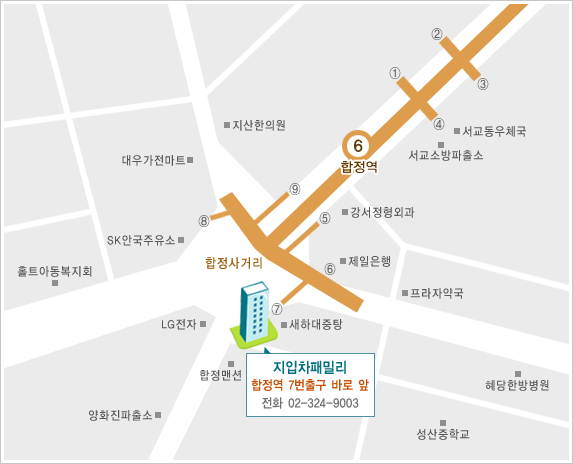 ②
①
③
④
지산한의원
서교동우체국
6
서교소방파출소
대우가전마트
합정역
⑨
강서정형외과
⑧
⑤
SK안국주유소
합정사거리
제일은행
⑥
홀트아동복지회
프라자약국
⑦
LG전자
새하대중탕
지입차패밀리
합정맨션
합정역 7번출구 바로 앞
혜당한방병원
전화 02-324-9003
양화진파출소
성산중학교